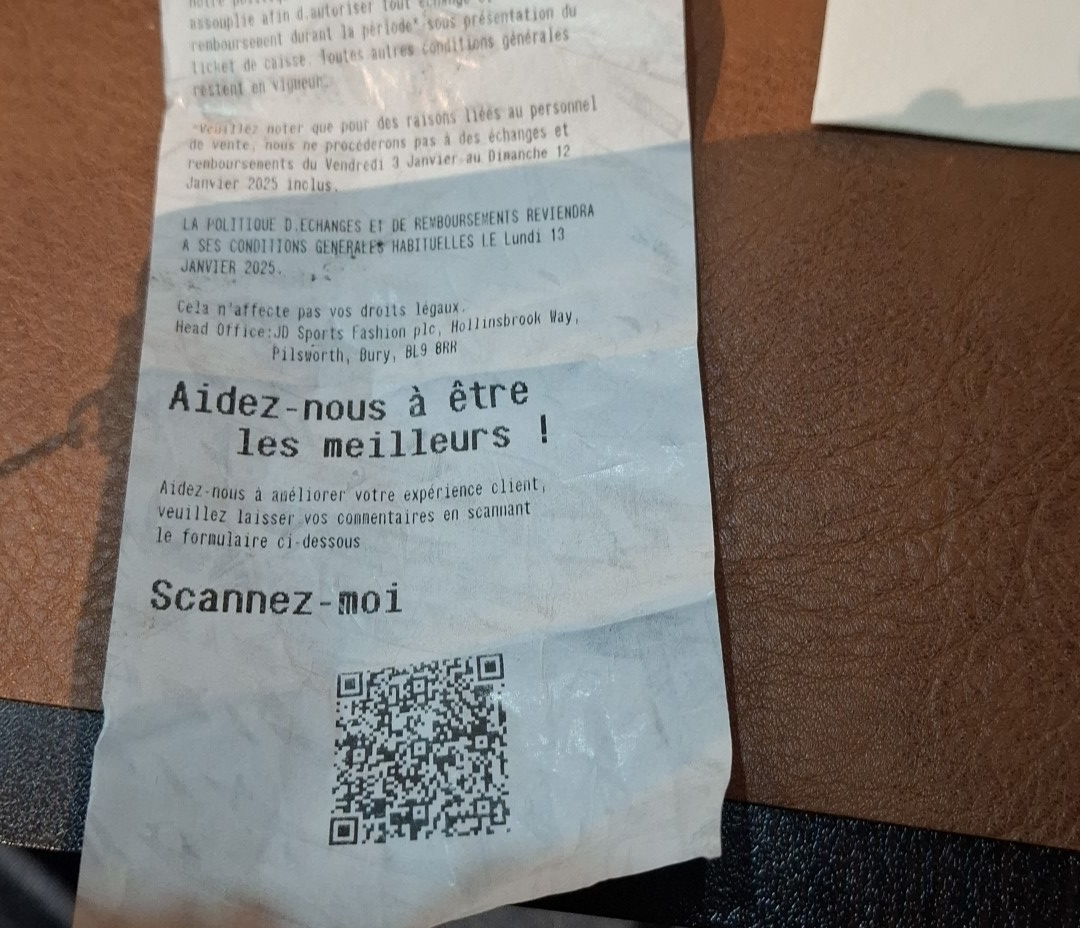 notre
assouplie afin d.autoriser tout échange
remboursement durant la période* sous présentation du
ticket de caisse. Toutes autres conditions générales
restent en vigueur.
*Veuillez noter que pour des raisons liées au personnel
de vente, nous ne procéderons pas à des échanges et
remboursements du Vendredi 3 Janvier au Dimanche 12
Janvier 2025 inclus.
LA POLITIQUE D.ECHANGES ET DE REMBOURSEMENTS REVIENDRA
A SES CONDITIONS GENERALES HABITUELLES LE Lundi 13
JANVIER 2025.
Cela n'affecte pas vos droits légaux.
Head Office:JD Sports Fashion plc, Hollinsbrook Way,
Pilsworth, Bury, BL9 8RR
Aidez-nous à être
les meilleurs !
Aidez-nous à améliorer votre expérience client,
veuillez laisser vos commentaires en scannant
le formulaire ci-dessous
Scannez-moi